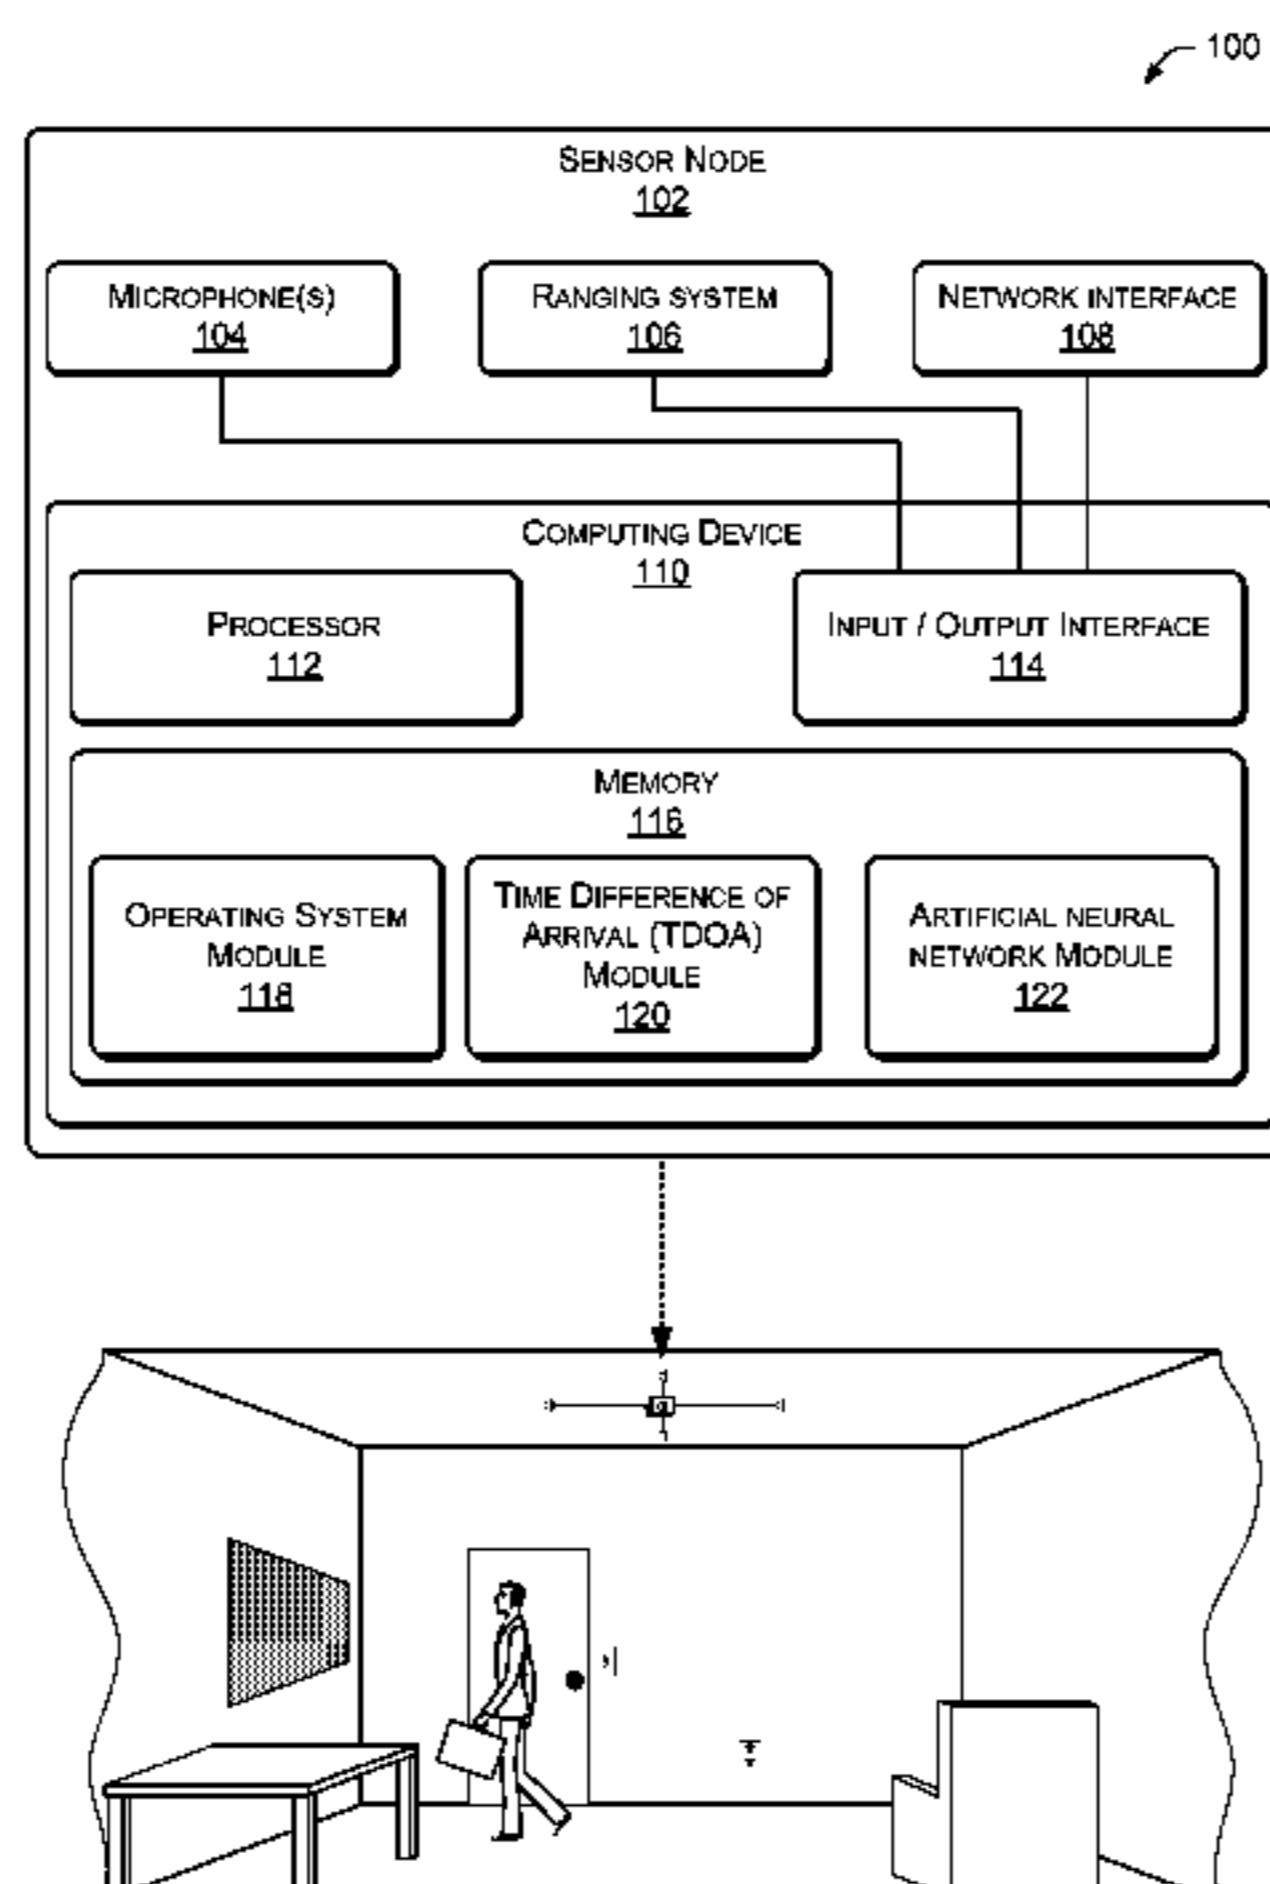 100
SENSOR NODE
102
MICROPHONE(S)
104
RANGING SYSTEM
106
NETWORK INTERFACE
108
COMPUTING DEVICE
110
PROCESSOR
112
INPUT / OUTPUT INTERFACE
114
MEMORY
116
OPERATING SYSTEM
MODULE
118
TIME DIFFERENCE OF
ARRIVAL (TDOA)
MODULE
120
ARTIFICIAL NEURAL
NETWORK MODULE
122